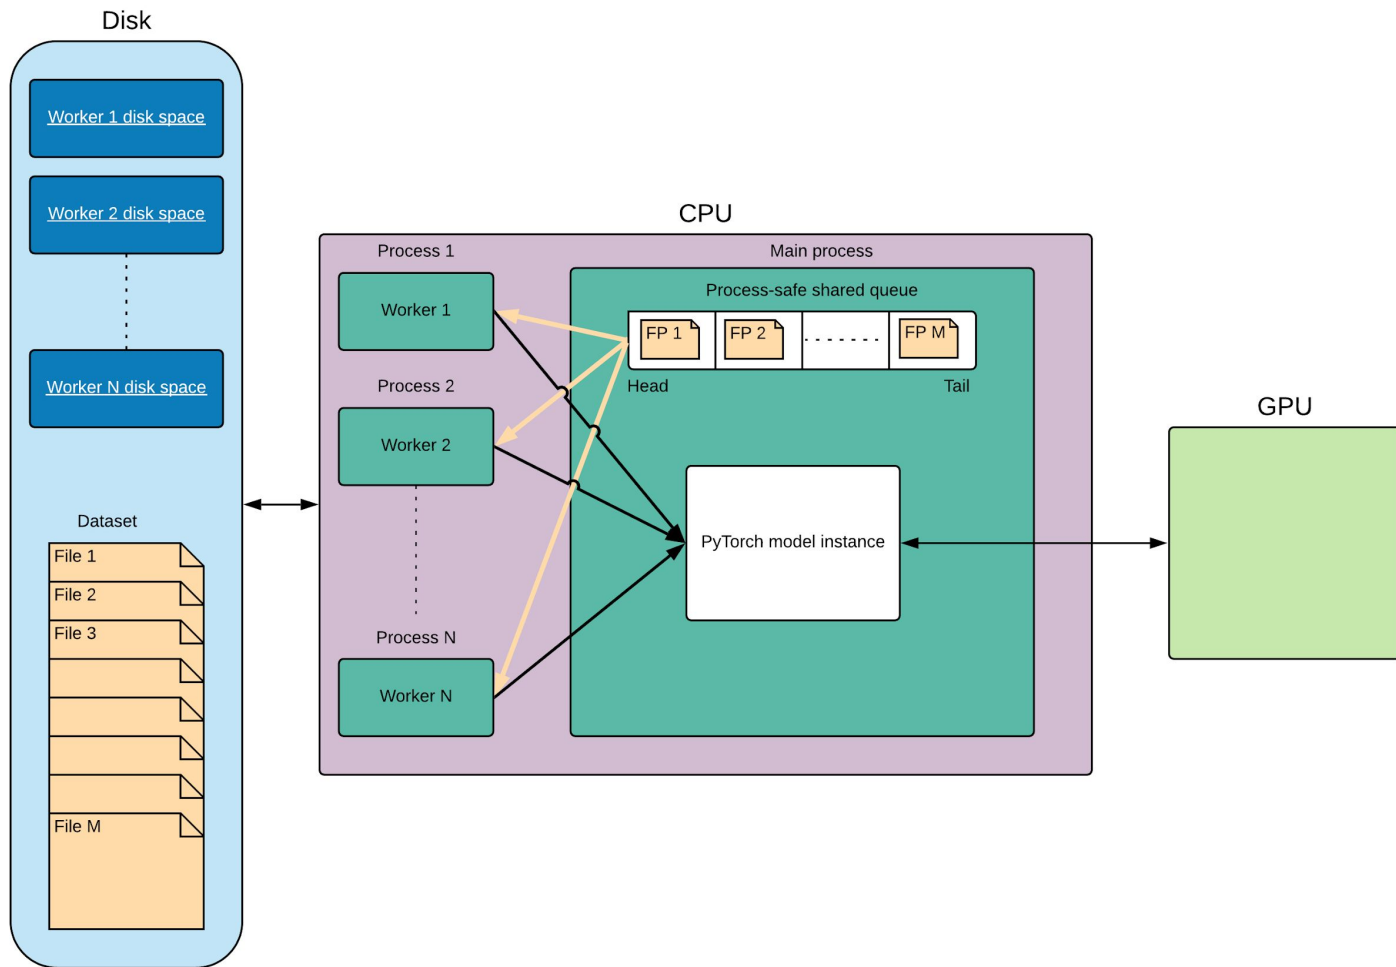 Disk
Worker 1 disk space
Worker 2 disk space
Worker N disk space
Dataset
File 1
File 2
File 3
File M
CPU
Process 1
Worker 1
Process 2
Worker 2
Process N
Worker N
Main process
Process-safe shared queue
FP 1
FP 2
FP M
Head
Tail
PyTorch model instance
GPU